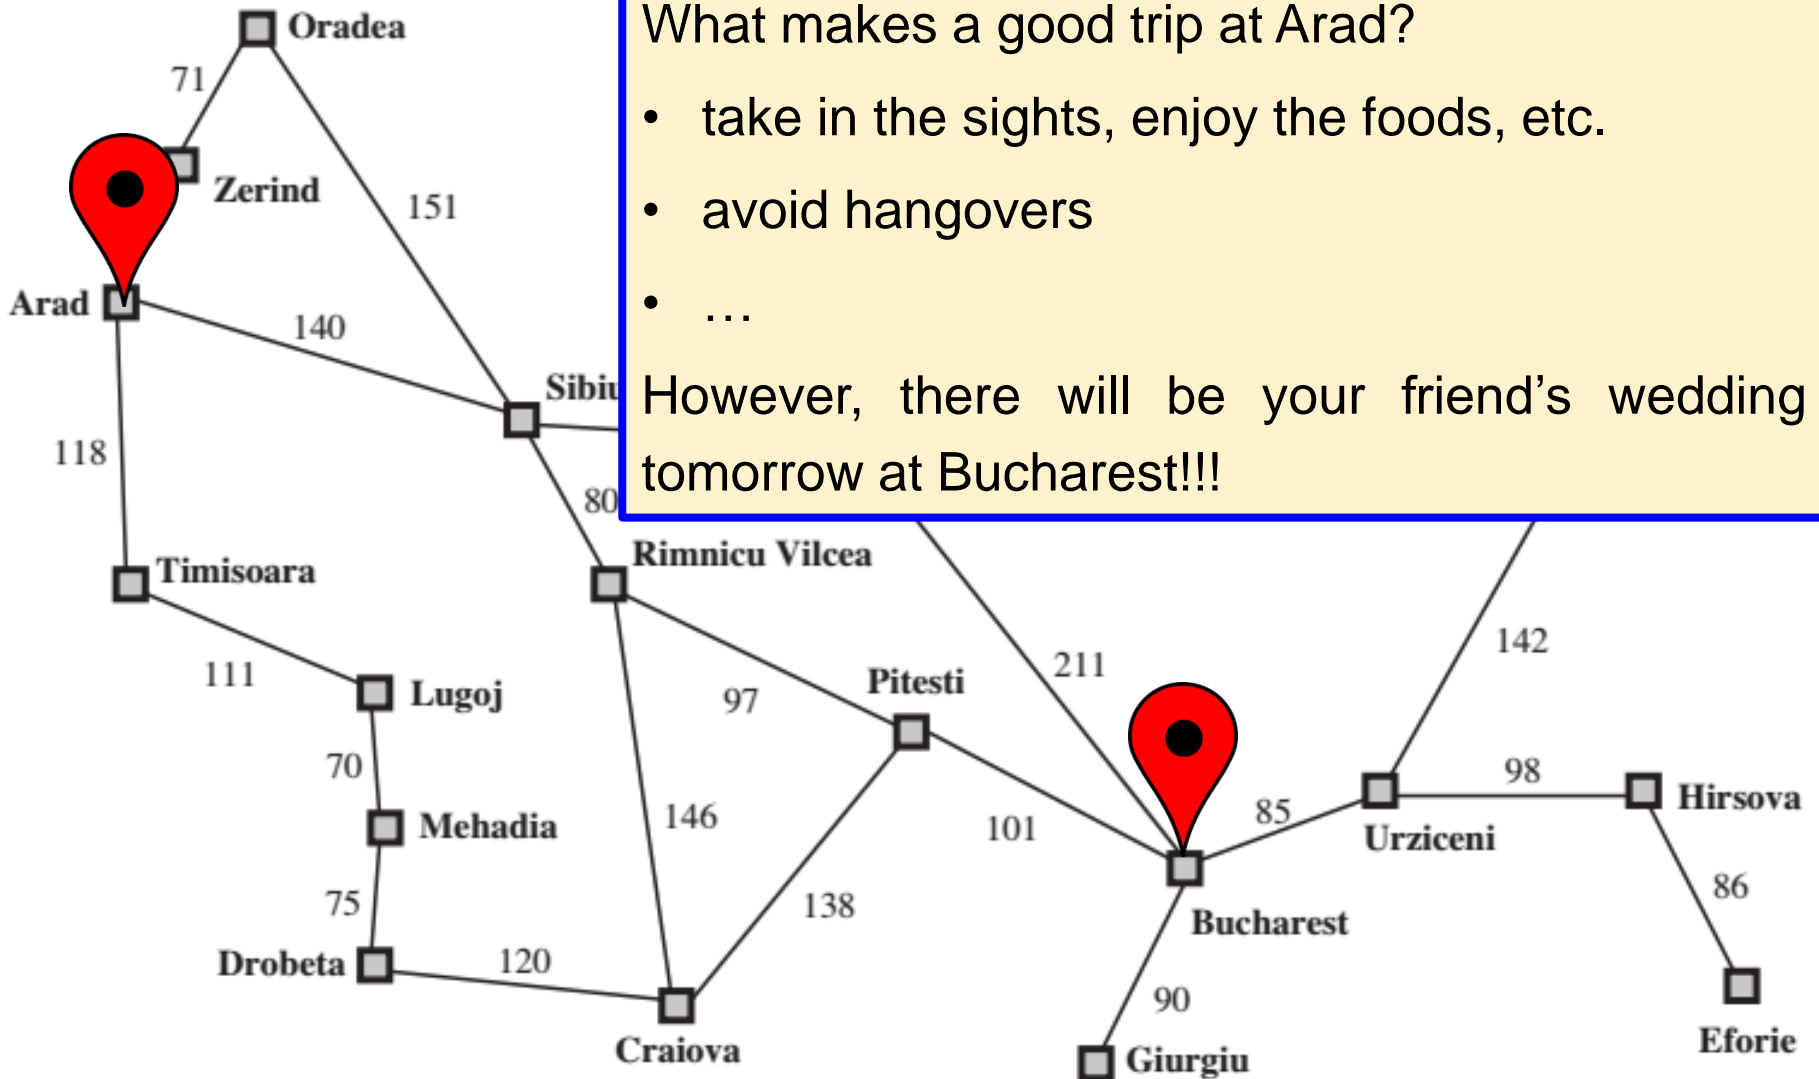 What makes a good trip at Arad?
• take in the sights, enjoy the foods, etc.
• avoid hangovers
• …
However, there will be your friend’s wedding
tomorrow at Bucharest!!!
Oradea
71
Zerind
151
Arad
140
Sibiu
118
80
Rimnicu Vilcea
Timisoara
142
211
111
Lugoj
Pitesti
97
70
98
Hirsova
146
85
Mehadia
101
Urziceni
75
138
86
Bucharest
Drobeta
120
90
Craiova
Giurgiu
Eforie